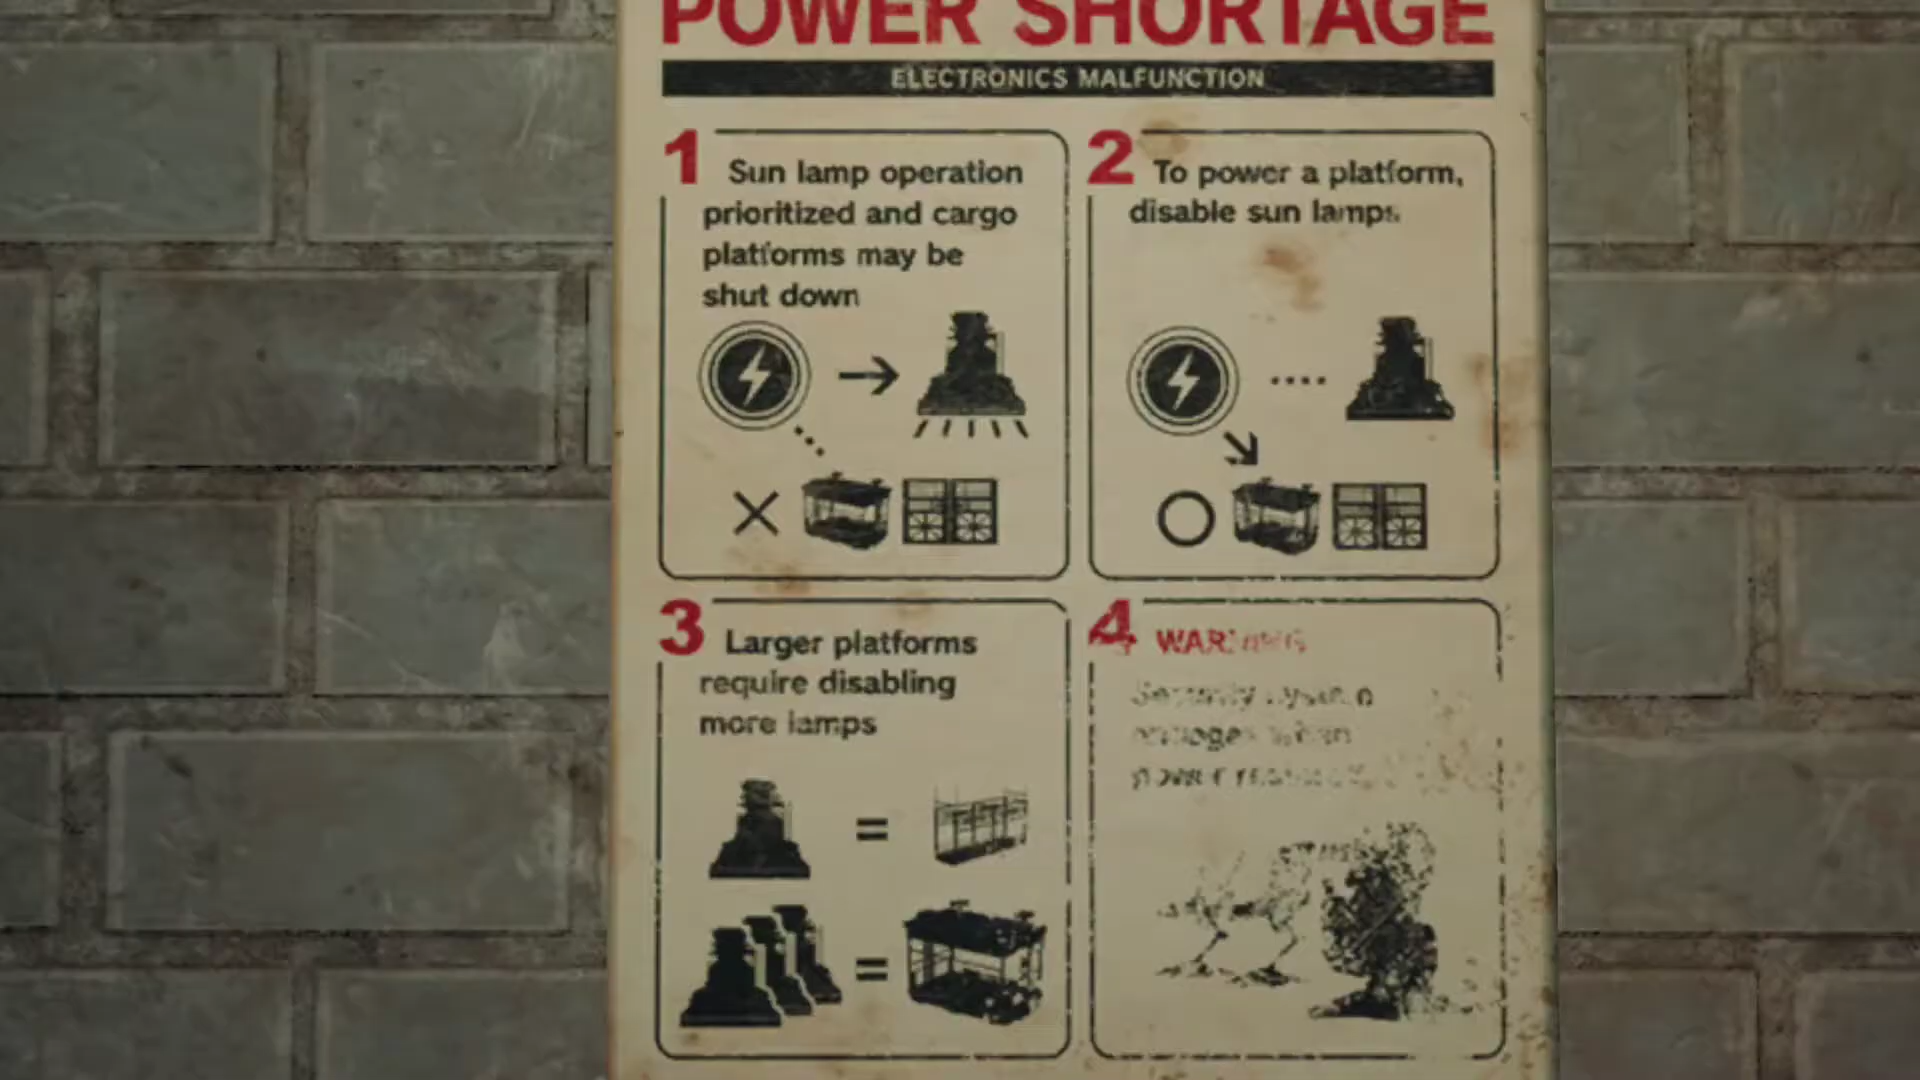 POWER SHORTAGE
ELECTRONICS MALFUNCTION
1 Sun lamp operation
prioritized and cargo
platforms may be
shut down
2 To power a platform,
disable sun lamps
3 Larger platforms
require disabling
more lamps
4 WARNING